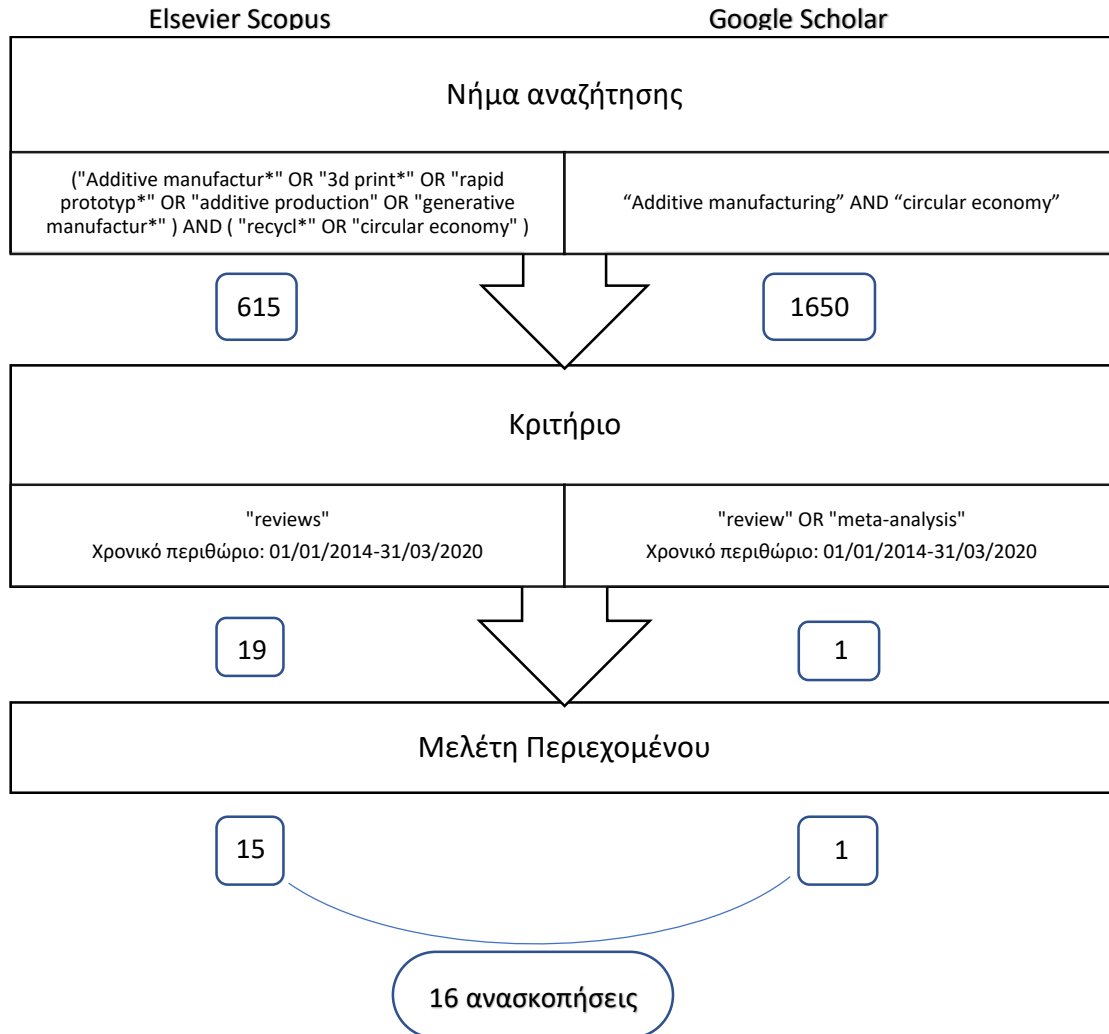 Elsevier Scopus
Google Scholar
Νήμα αναζήτησης
("Additive manufactur*" OR "3d print*" OR "rapid
prototyp*" OR "additive production" OR "generative
manufactur*" ) AND ( "recycl*" OR "circular economy" )
“Additive manufacturing” AND “circular economy”
615
1650
Κριτήριο
"reviews"
Χρονικό περιθώριο: 01/01/2014-31/03/2020
"review" OR "meta-analysis"
Χρονικό περιθώριο: 01/01/2014-31/03/2020
19
1
Μελέτη Περιεχομένου
15
1
16 ανασκοπήσεις